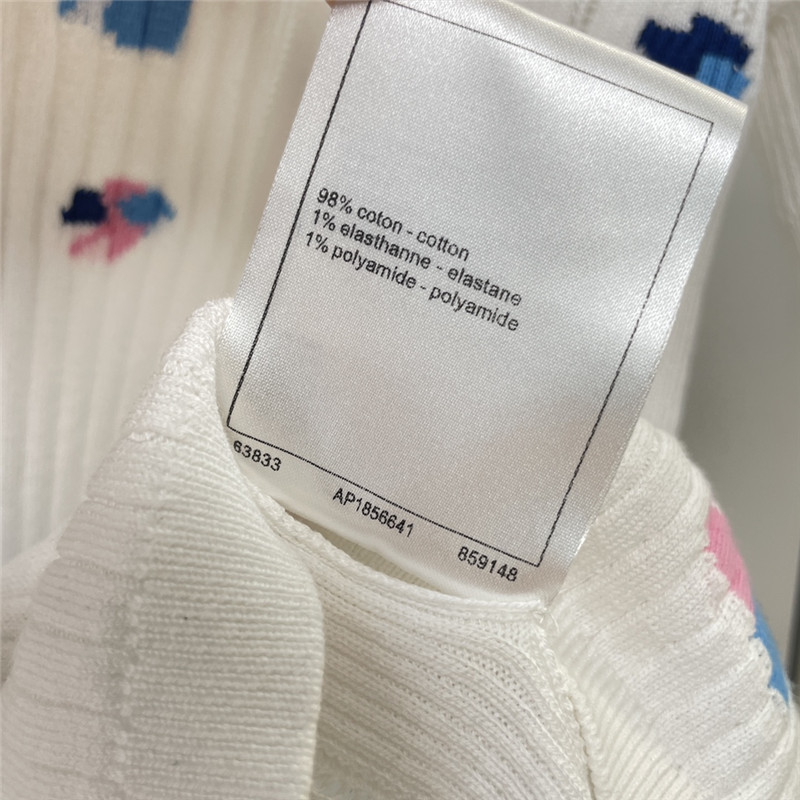 98% coton - cotton
1% elasthanne - elastane
1% polyamide - polyamide
63833
AP1856641
859148